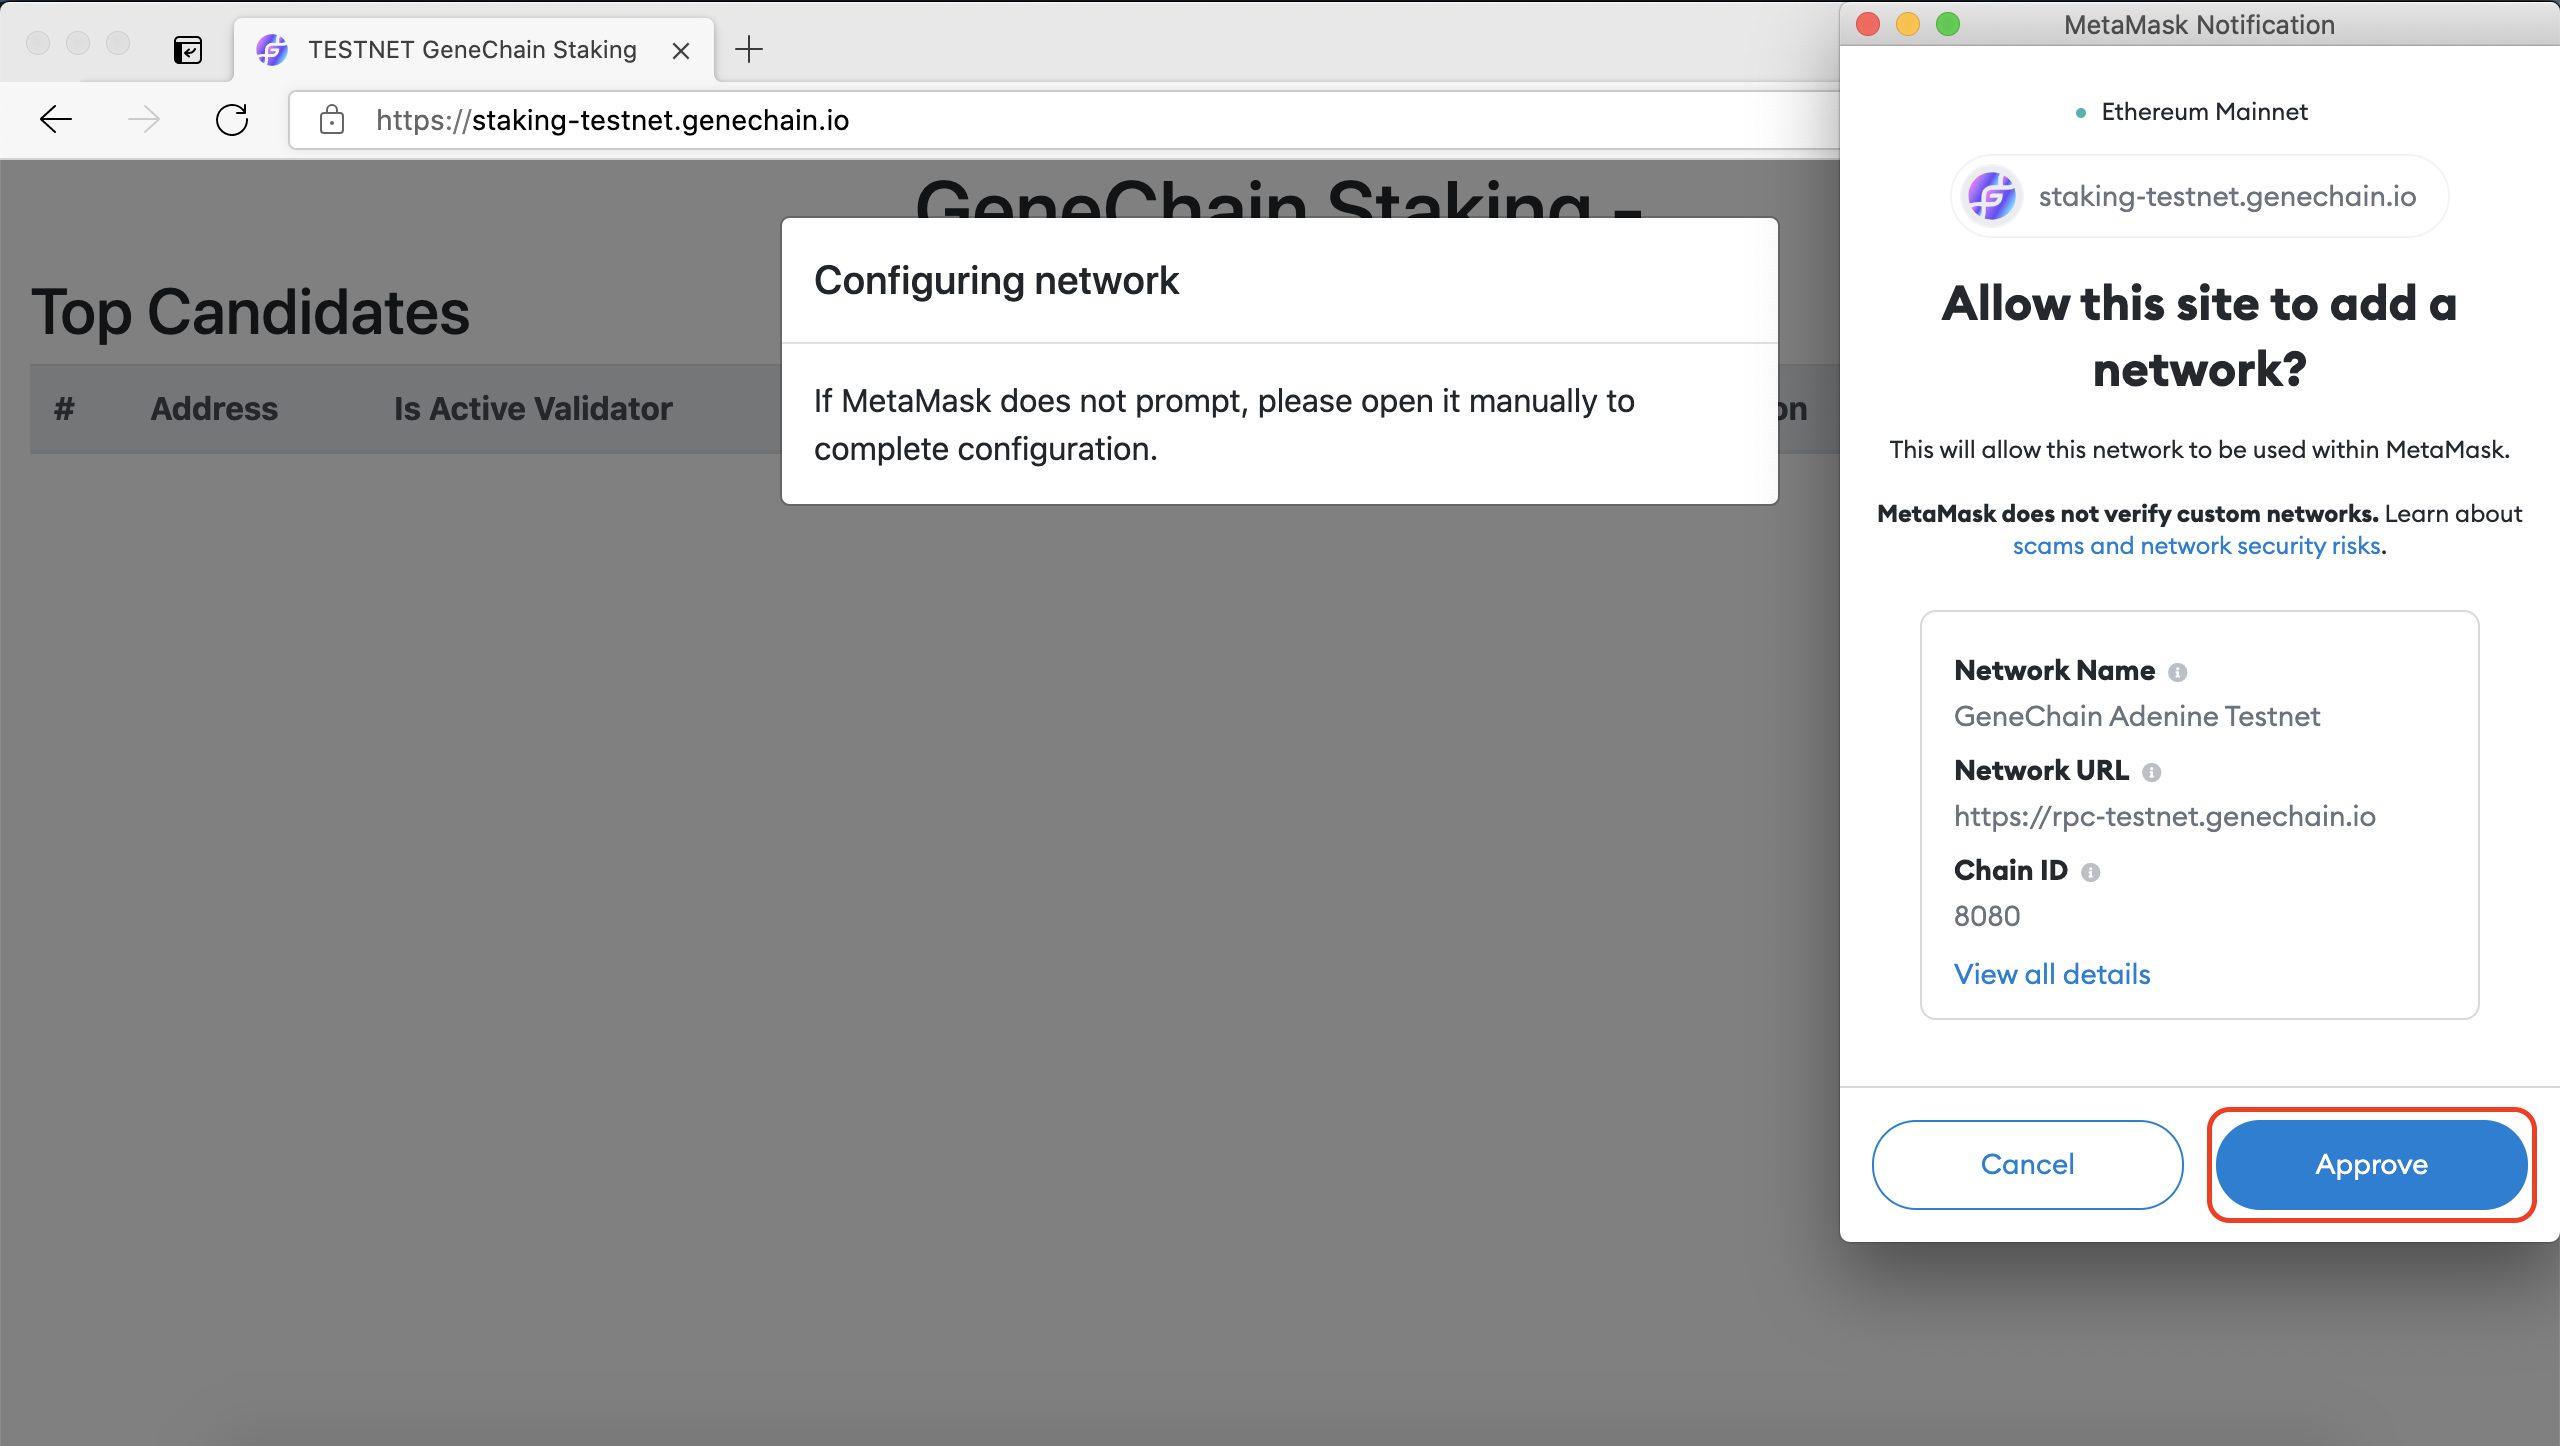 TESTNET GeneChain Staking
https://staking-testnet.genechain.io
GeneChain Staking -
Top Candidates
# Address Is Active Validator
Configuring network
If MetaMask does not prompt, please open it manually to
complete configuration.
MetaMask Notification
Ethereum Mainnet
staking-testnet.genechain.io
Allow this site to add a
network?
This will allow this network to be used within MetaMask.
MetaMask does not verify custom networks. Learn about
scams and network security risks.
Network Name
GeneChain Adenine Testnet
Network URL
https://rpc-testnet.genechain.io
Chain ID
8080
View all details
Cancel
Approve